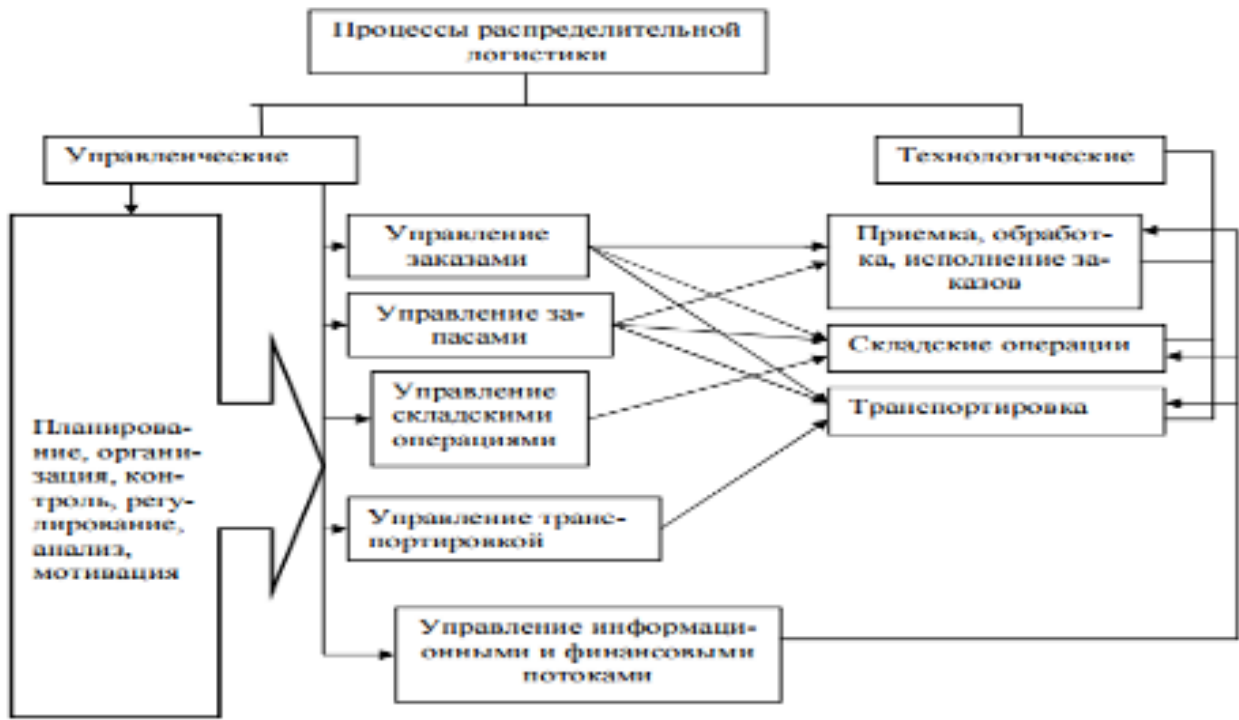 Процессы распределительной
логистики
Управленческие
Технологические
Управление
заказами
Приемка, обработ-
ка, исполнение за-
казов
Управление за-
пасами
Складские операции
Управление
складскими
операциями
Транспортировка
Планирова-
ние, органи-
зация, кон-
троль, регу-
лирование,
анализ,
мотивация
Управление транс-
портировкой
Управление информаци-
онными и финансовыми
потоками